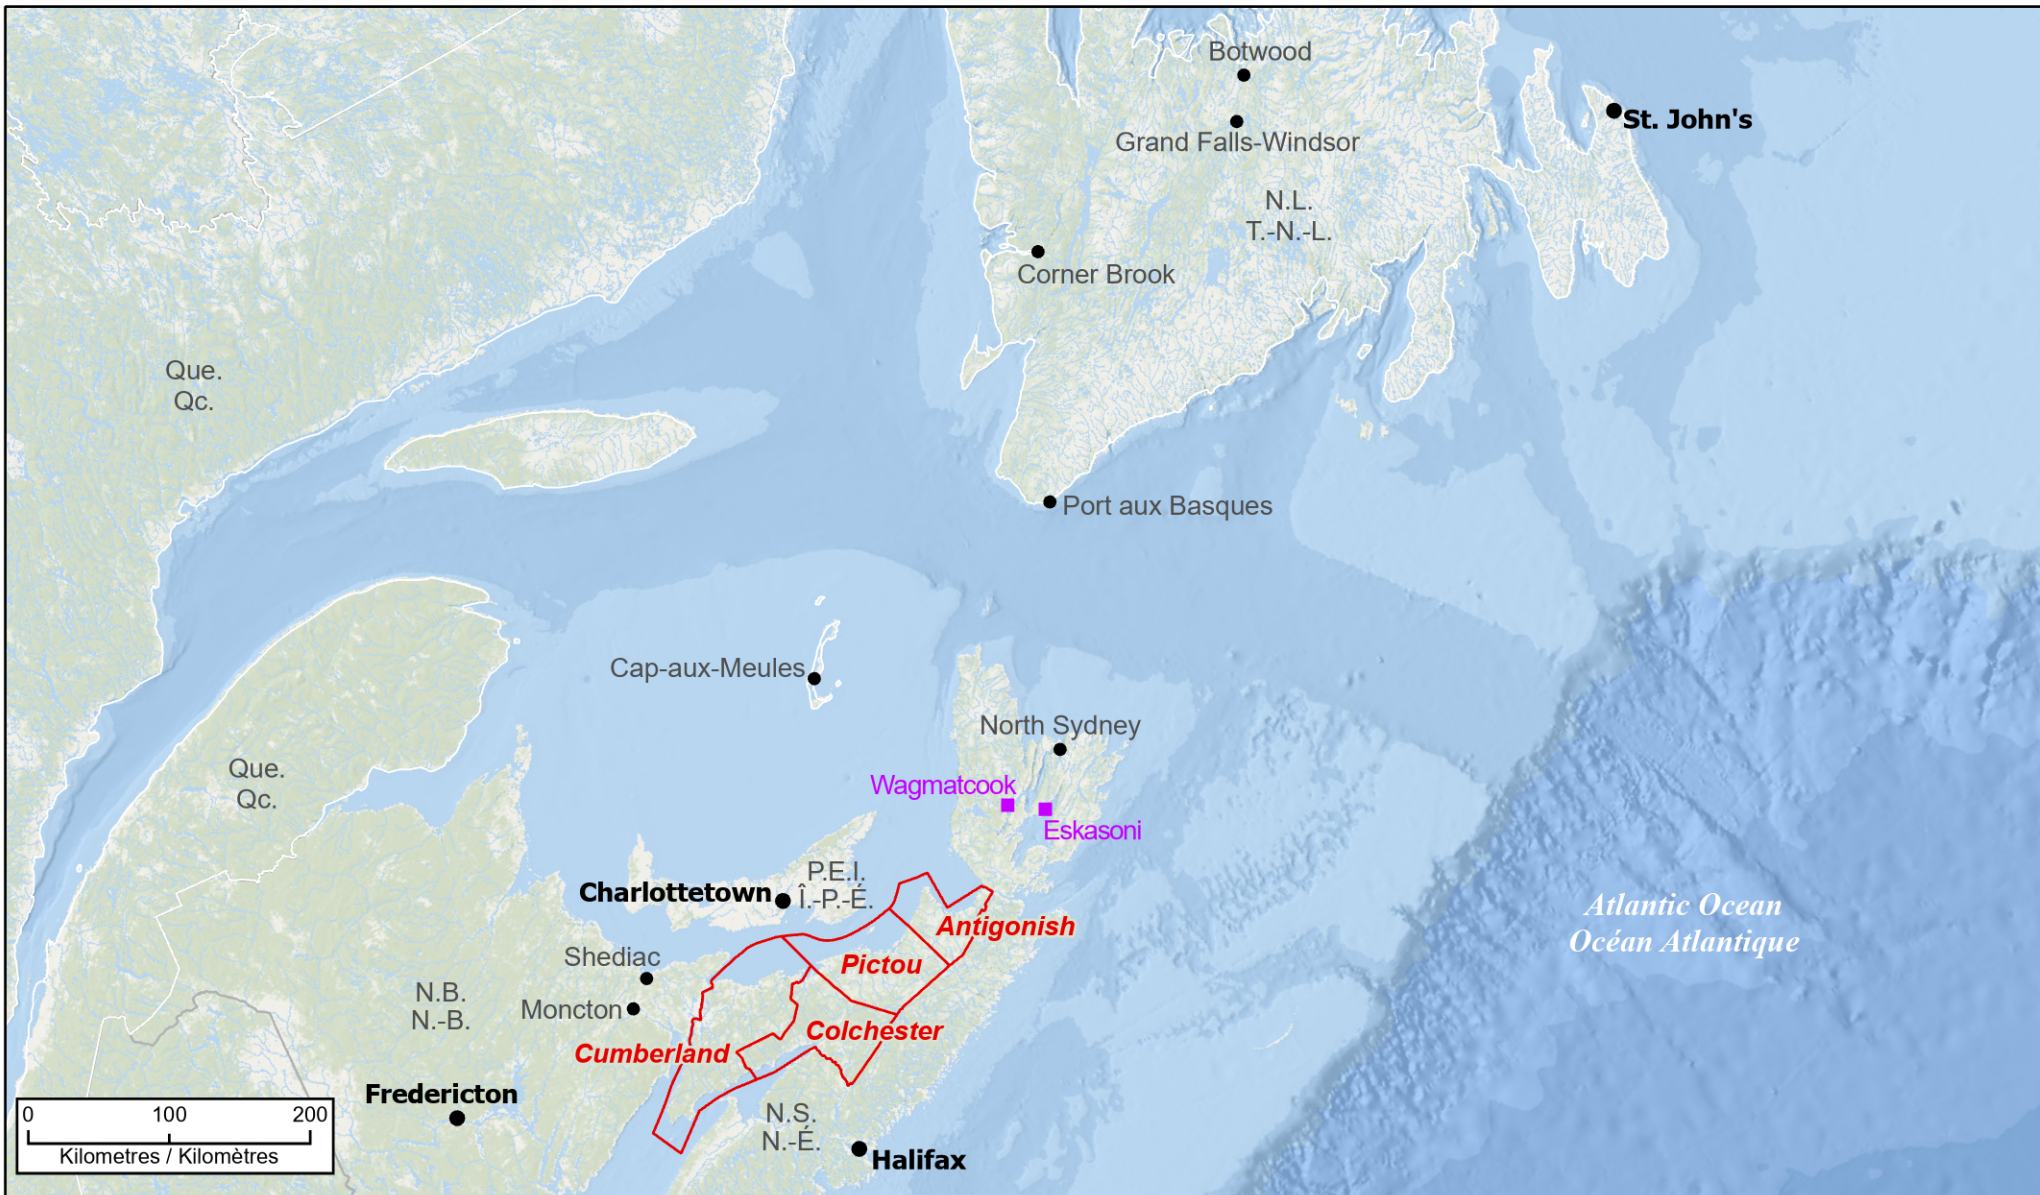 Botwood
St. John's
Grand Falls-Windsor
N.L.
T.-N.-L.
Corner Brook
Que.
Qc.
Port aux Basques
Cap-aux-Meules
North Sydney
Que.
Qc.
Wagmatcook
Eskasoni
P.E.I.
Î.-P.-É.
Charlottetown
Atlantic Ocean
Océan Atlantique
Antigonish
Pictou
Shediac
N.B.
N.-B.
Moncton
Colchester
Cumberland
Fredericton
N.S.
N.-É.
Halifax
0 100 200
Kilometres / Kilomètres